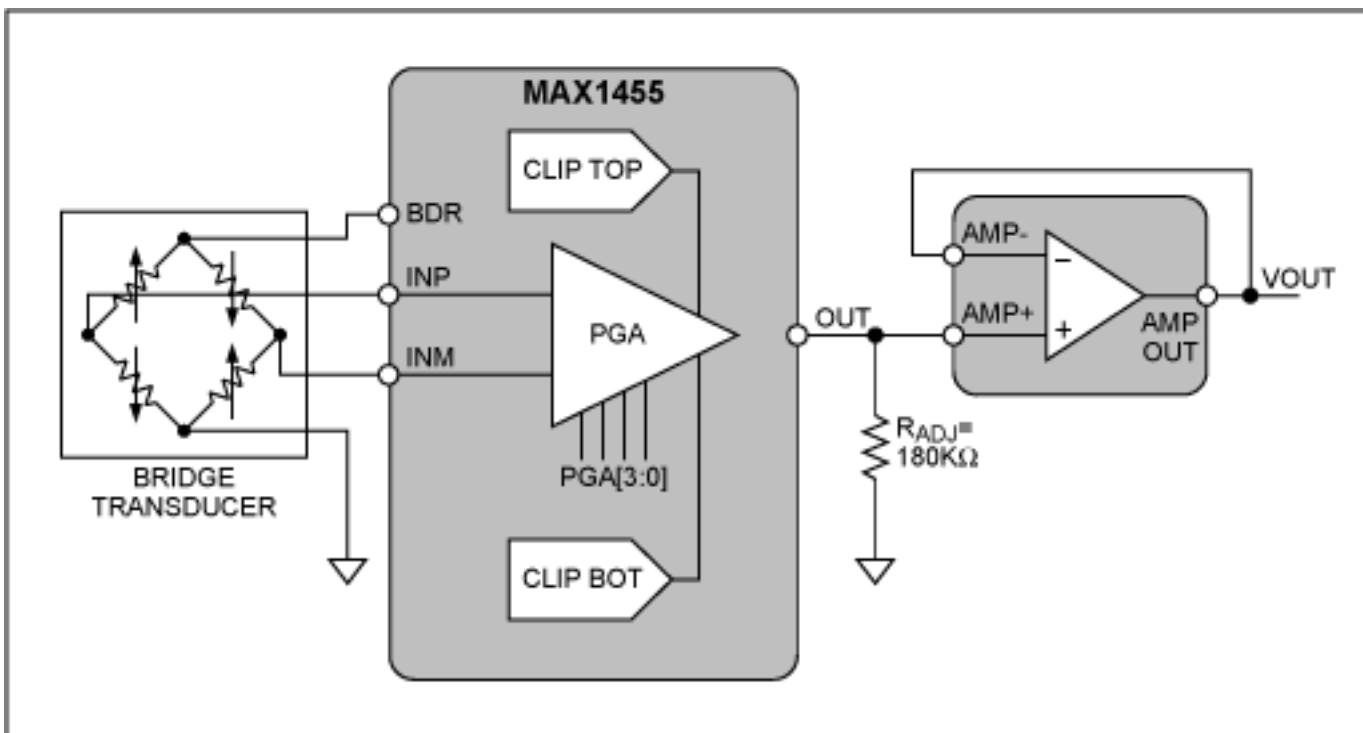 MAX1455
CLIP TOP
BDR
INP
INM
PGA
PGA[3:0]
CLIP BOT
BRIDGE
TRANSDUCER
OUT
RADJ=
180KΩ
AMP-
−
AMP+
+
AMP
OUT
VOUT